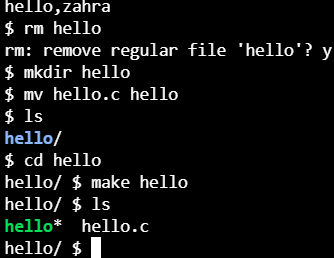 hello,zahra
$ rm hello
rm: remove regular file 'hello'? y
$ mkdir hello
$ mv hello.c hello
$ ls
hello/
$ cd hello
hello/ $ make hello
hello/ $ ls
hello*  hello.c
hello/ $